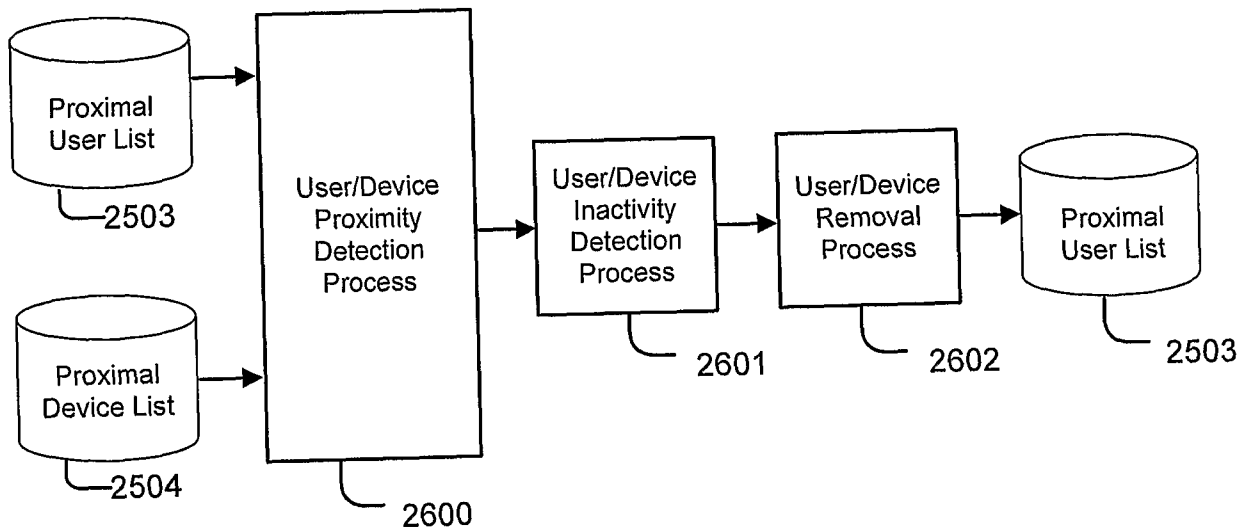 Proximal
User List
2503
Proximal
Device List
2504
User/Device
Proximity
Detection
Process
2600
User/Device
Inactivity
Detection
Process
2601
User/Device
Removal
Process
2602
Proximal
User List
2503